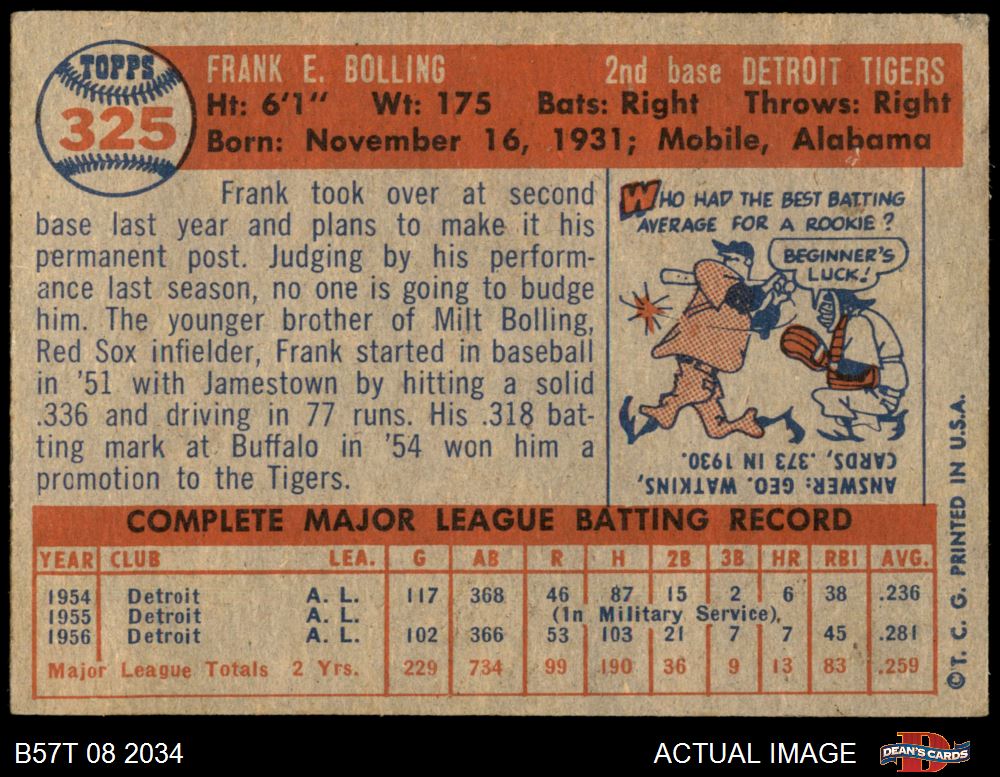 TOPPS
325
FRANK E. BOLLING 2nd base DETROIT TIGERS
Ht: 6'1" Wt: 175 Bats: Right Throws: Right
Born: November 16, 1931; Mobile, Alabama
Frank took over at second
base last year and plans to make it his
permanent post. Judging by his perform-
ance last season, no one is going to budge
him. The younger brother of Milt Bolling,
Red Sox infielder, Frank started in baseball
in '51 with Jamestown by hitting a solid
.336 and driving in 77 runs. His .318 bat-
ting mark at Buffalo in '54 won him a
promotion to the Tigers.
WHO HAD THE BEST BATTING
AVERAGE FOR A ROOKIE?
BEGINNER'S
LUCK!
ANSWER: GEO. WATKINS,
CARDS, .373 IN 1930.
COMPLETE MAJOR LEAGUE BATTING RECORD
YEAR CLUB LEA. G AB R H 2B 3B HR RBI AVG.
1954 Detroit A. L. 117 368 46 87 15 2 6 38 .236
1955 Detroit A. L. (In Military Service)
1956 Detroit A. L. 102 366 53 103 21 7 7 45 .281
Major League Totals 2 Yrs. 229 734 99 190 36 9 13 83 .259
©T. C. G. PRINTED IN U.S.A.
B57T 08 2034 ACTUAL IMAGE DEAN'S CARDS